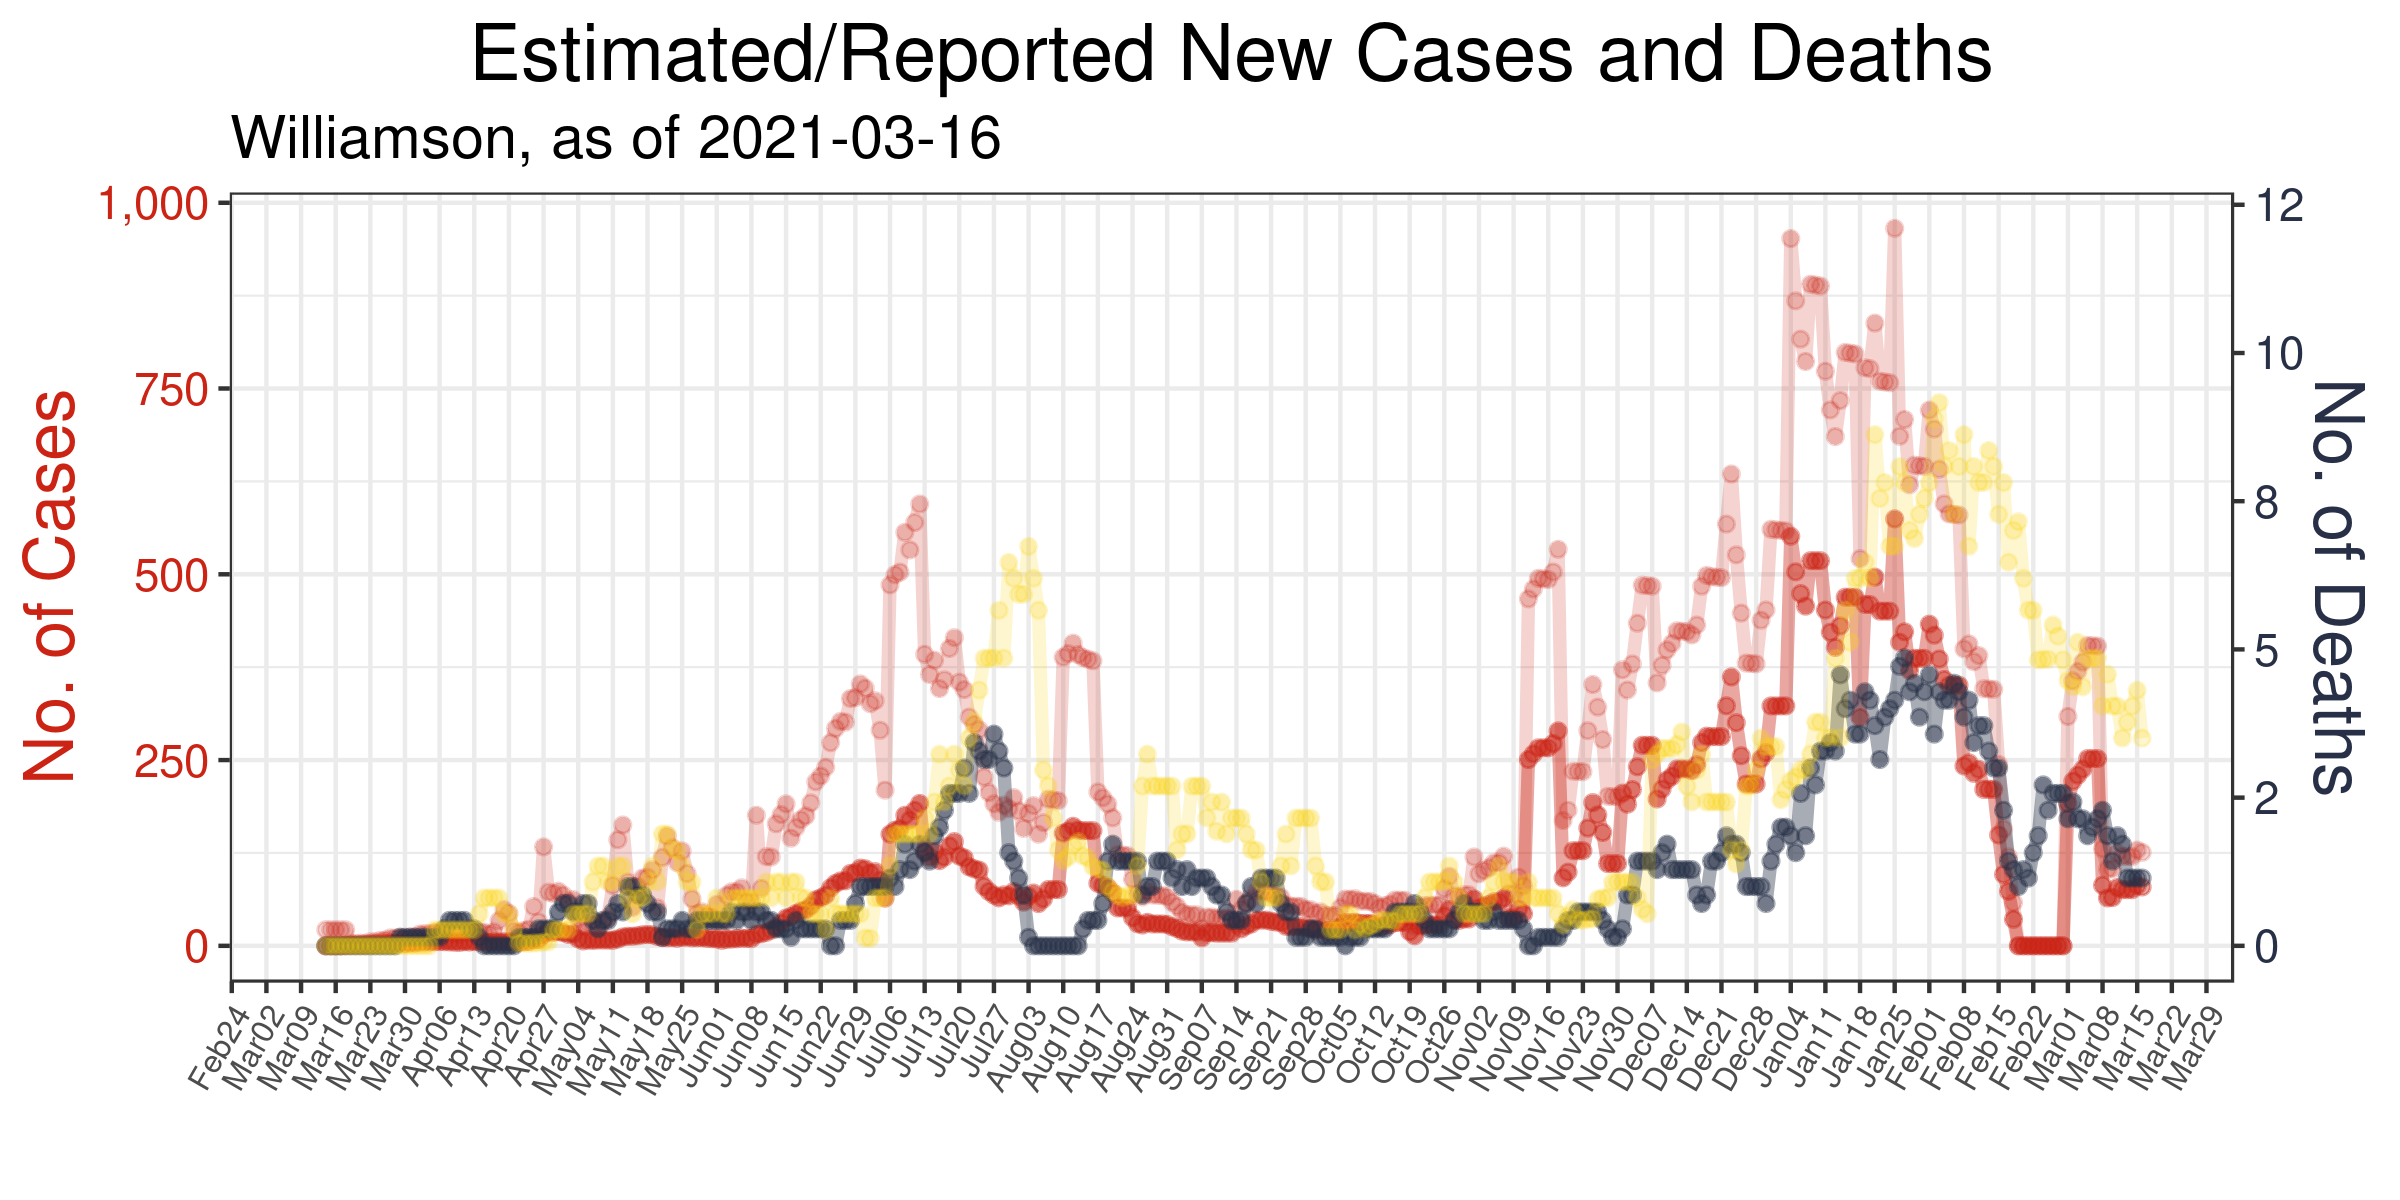 Estimated/Reported New Cases and Deaths
Williamson, as of 2021-03-16
No. of Cases
1,000
750
500
250
0
No. of Deaths
12
10
8
5
2
0
Feb24 Mar02 Mar09 Mar16 Mar23 Mar30 Apr06 Apr13 Apr20 Apr27 May04 May11 May18 May25 Jun01 Jun08 Jun15 Jun22 Jun29 Jul06 Jul13 Jul20 Jul27 Aug03 Aug10 Aug17 Aug24 Aug31 Sep07 Sep14 Sep21 Sep28 Oct05 Oct12 Oct19 Oct26 Nov02 Nov09 Nov16 Nov23 Nov30 Dec07 Dec14 Dec21 Dec28 Jan04 Jan11 Jan18 Jan25 Feb01 Feb08 Feb15 Feb22 Mar01 Mar08 Mar15 Mar22 Mar29